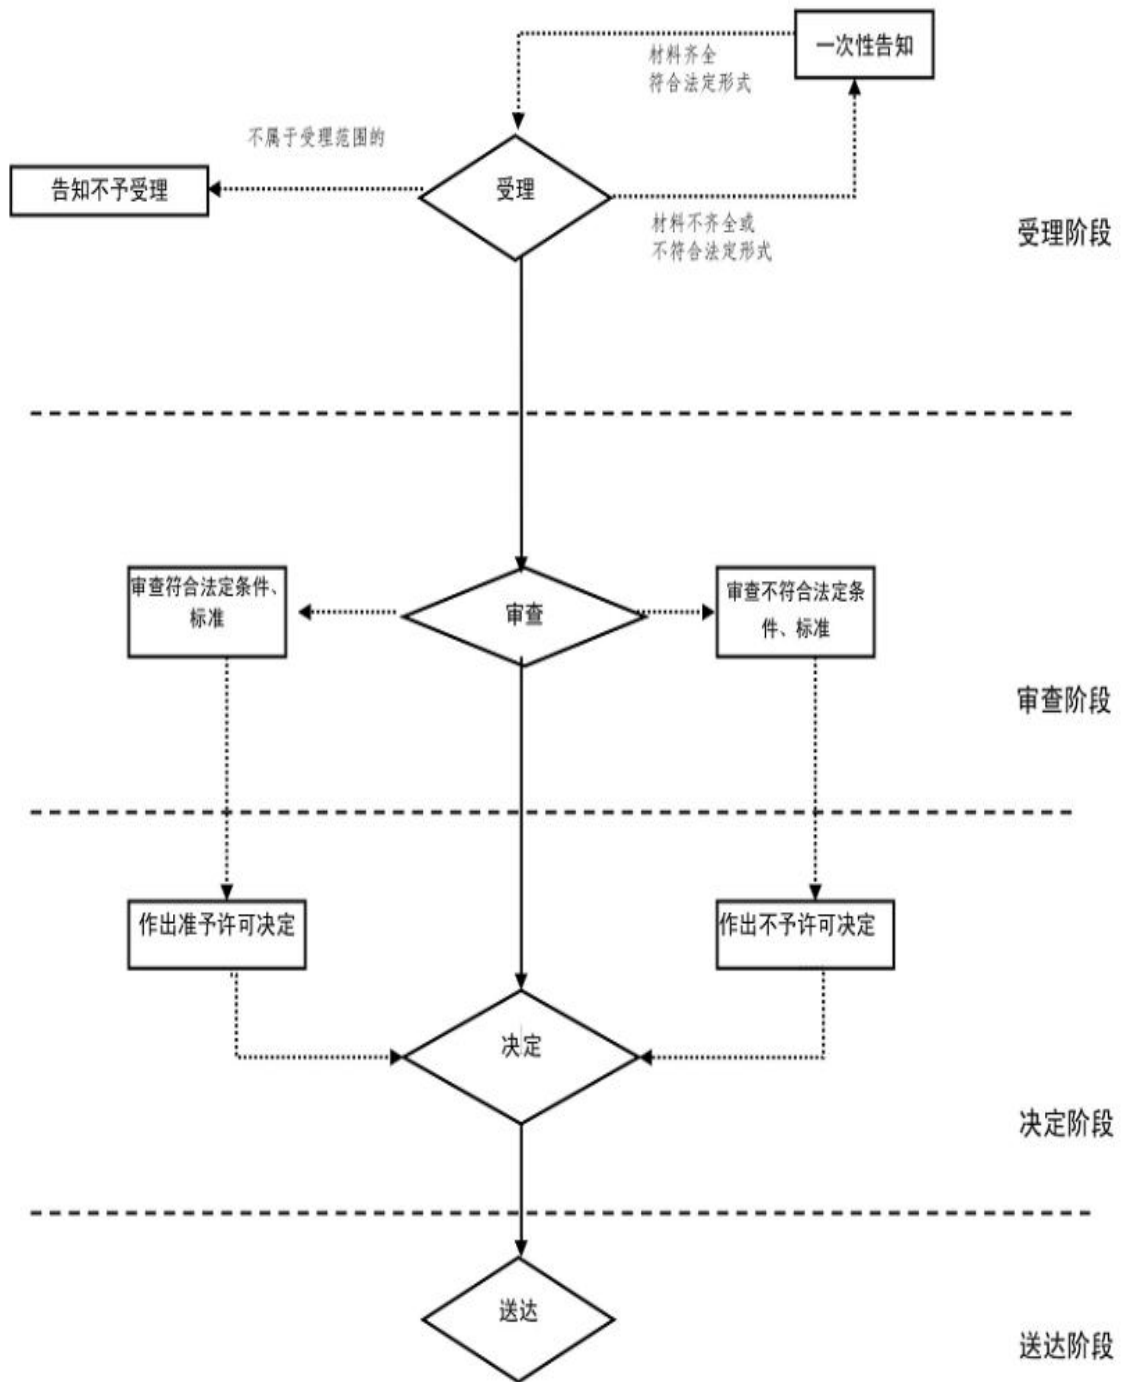 一次性告知
材料齐全
符合法定形式
不属于受理范围的
告知不予受理
受理
材料不齐全或
不符合法定形式
受理阶段
审查符合法定条件、
标准
审查
审查不符合法定条
件、标准
审查阶段
作出准予许可决定
作出不予许可决定
决定
决定阶段
送达
送达阶段